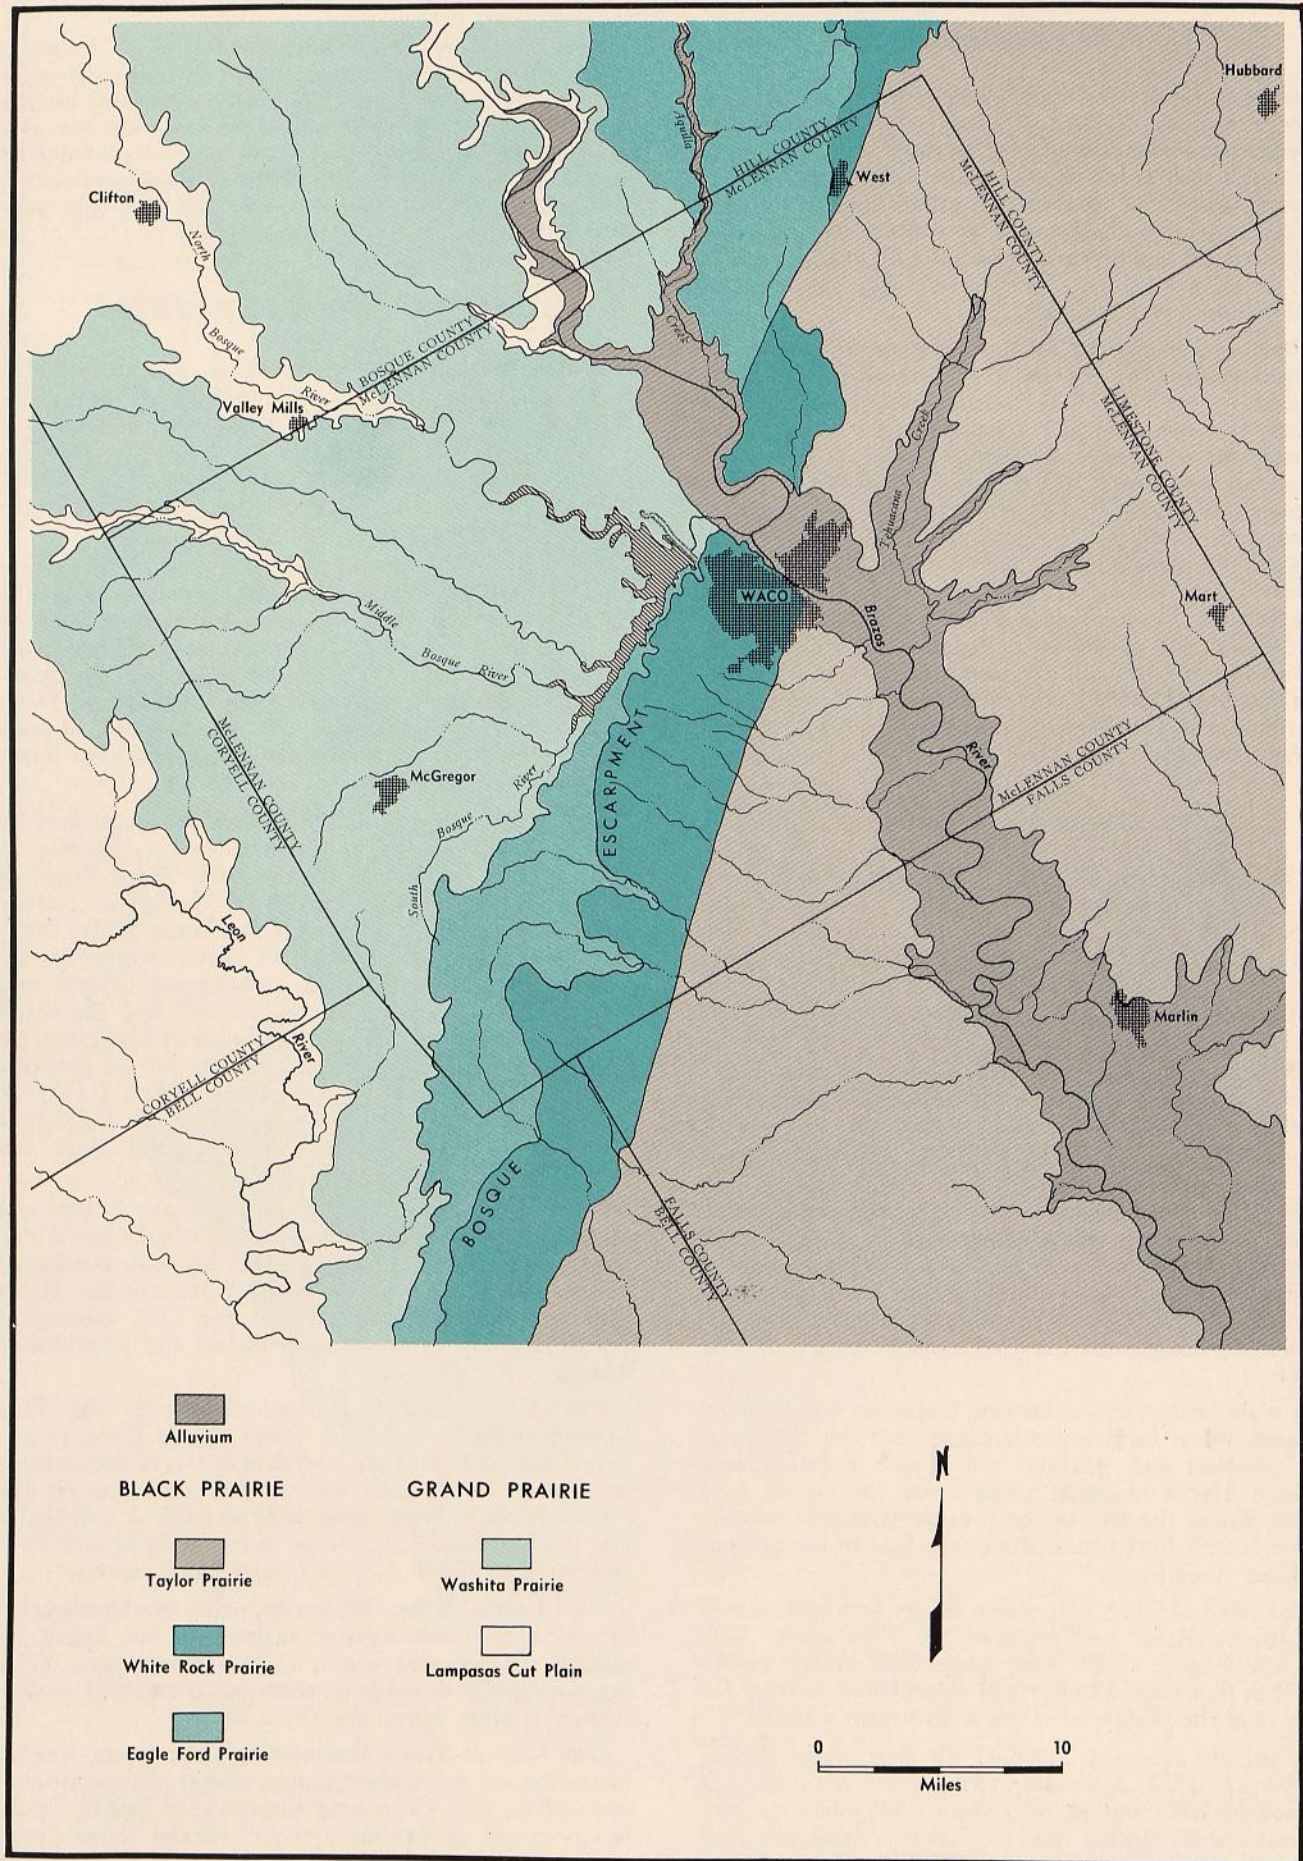 Hubbard
Aquilla
HILL COUNTY
McLENNAN COUNTY
West
HILL COUNTY
McLENNAN COUNTY
Clifton
North
Bosque
River
BOSQUE COUNTY
McLENNAN COUNTY
Creek
Valley Mills
LIMESTONE COUNTY
McLENNAN COUNTY
Creek
Tehuacana
WACO
Mart
Brazos
Middle
Bosque
River
McLENNAN COUNTY
CORYELL COUNTY
ESCARPMENT
River
McLENNAN COUNTY
FALLS COUNTY
McGregor
River
Bosque
South
Leon
River
Marlin
CORYELL COUNTY
BELL COUNTY
BOSQUE
FALLS COUNTY
BELL COUNTY
Alluvium
BLACK PRAIRIE
GRAND PRAIRIE
Taylor Prairie
Washita Prairie
White Rock Prairie
Lampasas Cut Plain
Eagle Ford Prairie
N
0
10
Miles